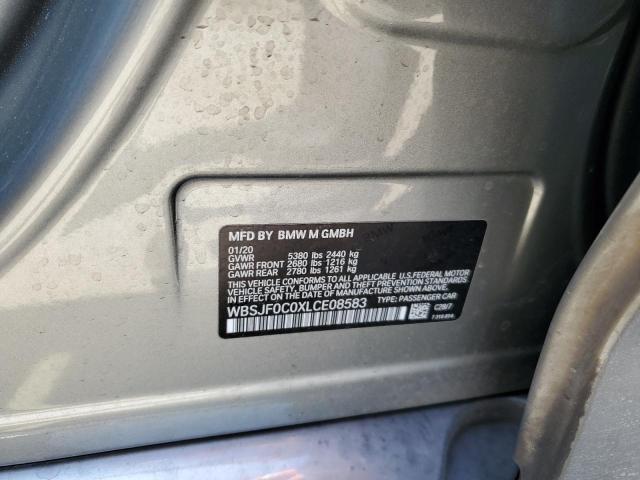 MFD BY BMW M GMBH
01/20
GVWR 5380 lbs 2440 kg
GAWR FRONT 2680 lbs 1216 kg
GAWR REAR 2780 lbs 1261 kg
THIS VEHICLE CONFORMS TO ALL APPLICABLE U.S.FEDERAL MOTOR
VEHICLE SAFETY, BUMPER, AND THEFT PREVENTION STANDARDS
IN EFFECT ON THE DATE OF MANUFACTURE SHOWN ABOVE.
WBSJF0C0XLCE08583 TYPE: PASSENGER CAR
C28/7